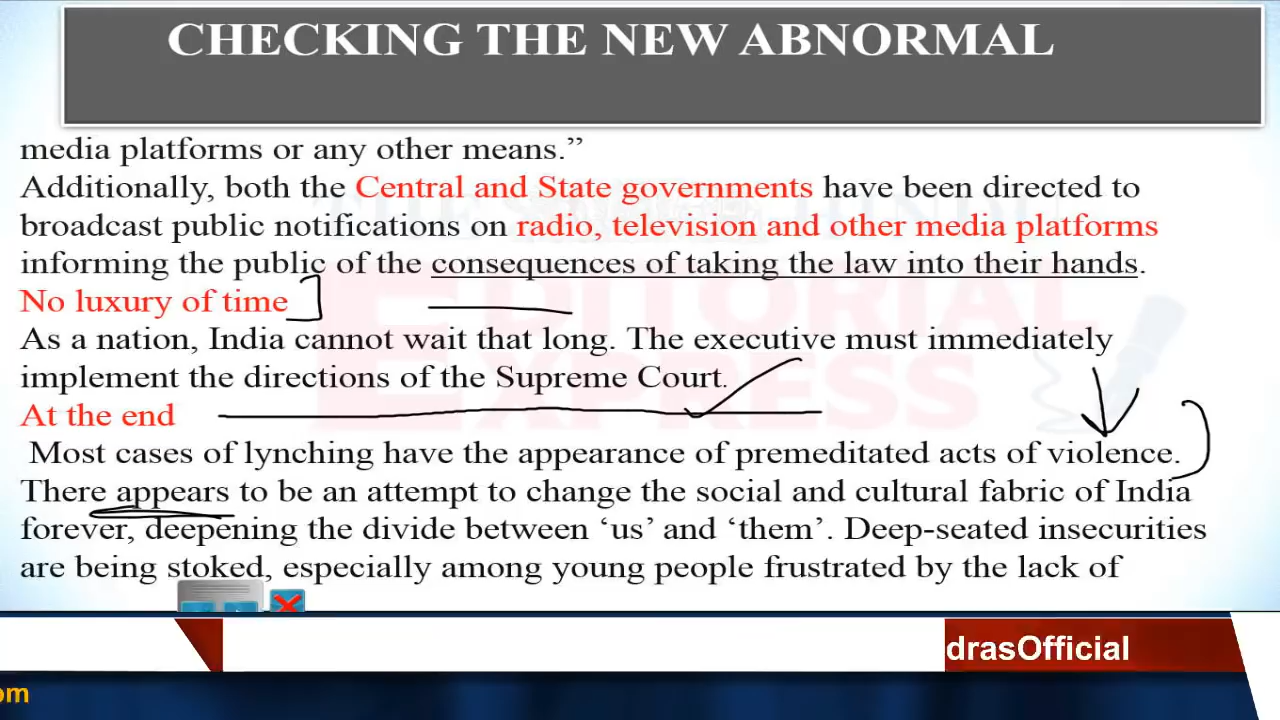 CHECKING THE NEW ABNORMAL
media platforms or any other means.”
Additionally, both the Central and State governments have been directed to
broadcast public notifications on radio, television and other media platforms
informing the public of the consequences of taking the law into their hands.
No luxury of time
As a nation, India cannot wait that long. The executive must immediately
implement the directions of the Supreme Court.
At the end
Most cases of lynching have the appearance of premeditated acts of violence.
There appears to be an attempt to change the social and cultural fabric of India
forever, deepening the divide between ‘us’ and ‘them’. Deep-seated insecurities
are being stoked, especially among young people frustrated by the lack of
EDITORIAL
EXPRESS
drasOfficial
om